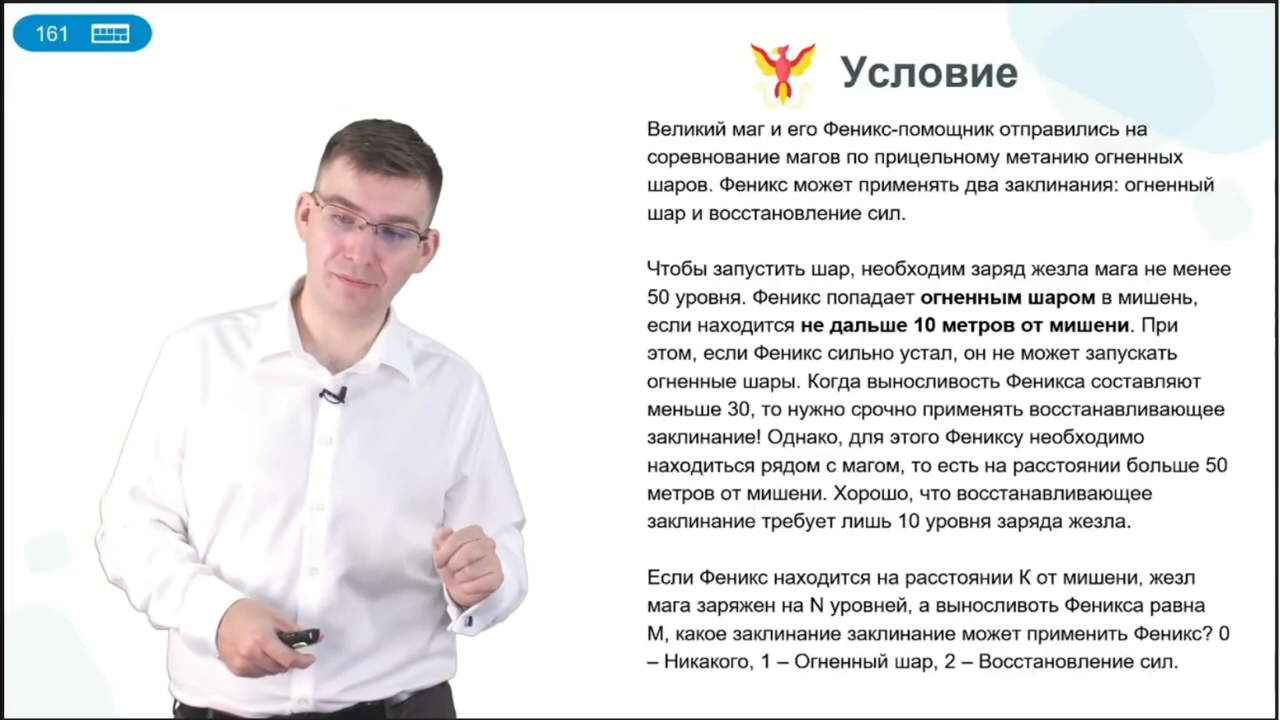 161
Условие
Великий маг и его Феникс-помощник отправились на
соревнование магов по прицельному метанию огненных
шаров. Феникс может применять два заклинания: огненный
шар и восстановление сил.
Чтобы запустить шар, необходим заряд жезла мага не менее
50 уровня. Феникс попадает огненным шаром в мишень,
если находится не дальше 10 метров от мишени. При
этом, если Феникс сильно устал, он не может запускать
огненные шары. Когда выносливость Феникса составляют
меньше 30, то нужно срочно применять восстанавливающее
заклинание! Однако, для этого Фениксу необходимо
находиться рядом с магом, то есть на расстоянии больше 50
метров от мишени. Хорошо, что восстанавливающее
заклинание требует лишь 10 уровня заряда жезла.
Если Феникс находится на расстоянии К от мишени, жезл
мага заряжен на N уровней, а выносливоть Феникса равна
М, какое заклинание заклинание может применить Феникс? 0
– Никакого, 1 – Огненный шар, 2 – Восстановление сил.